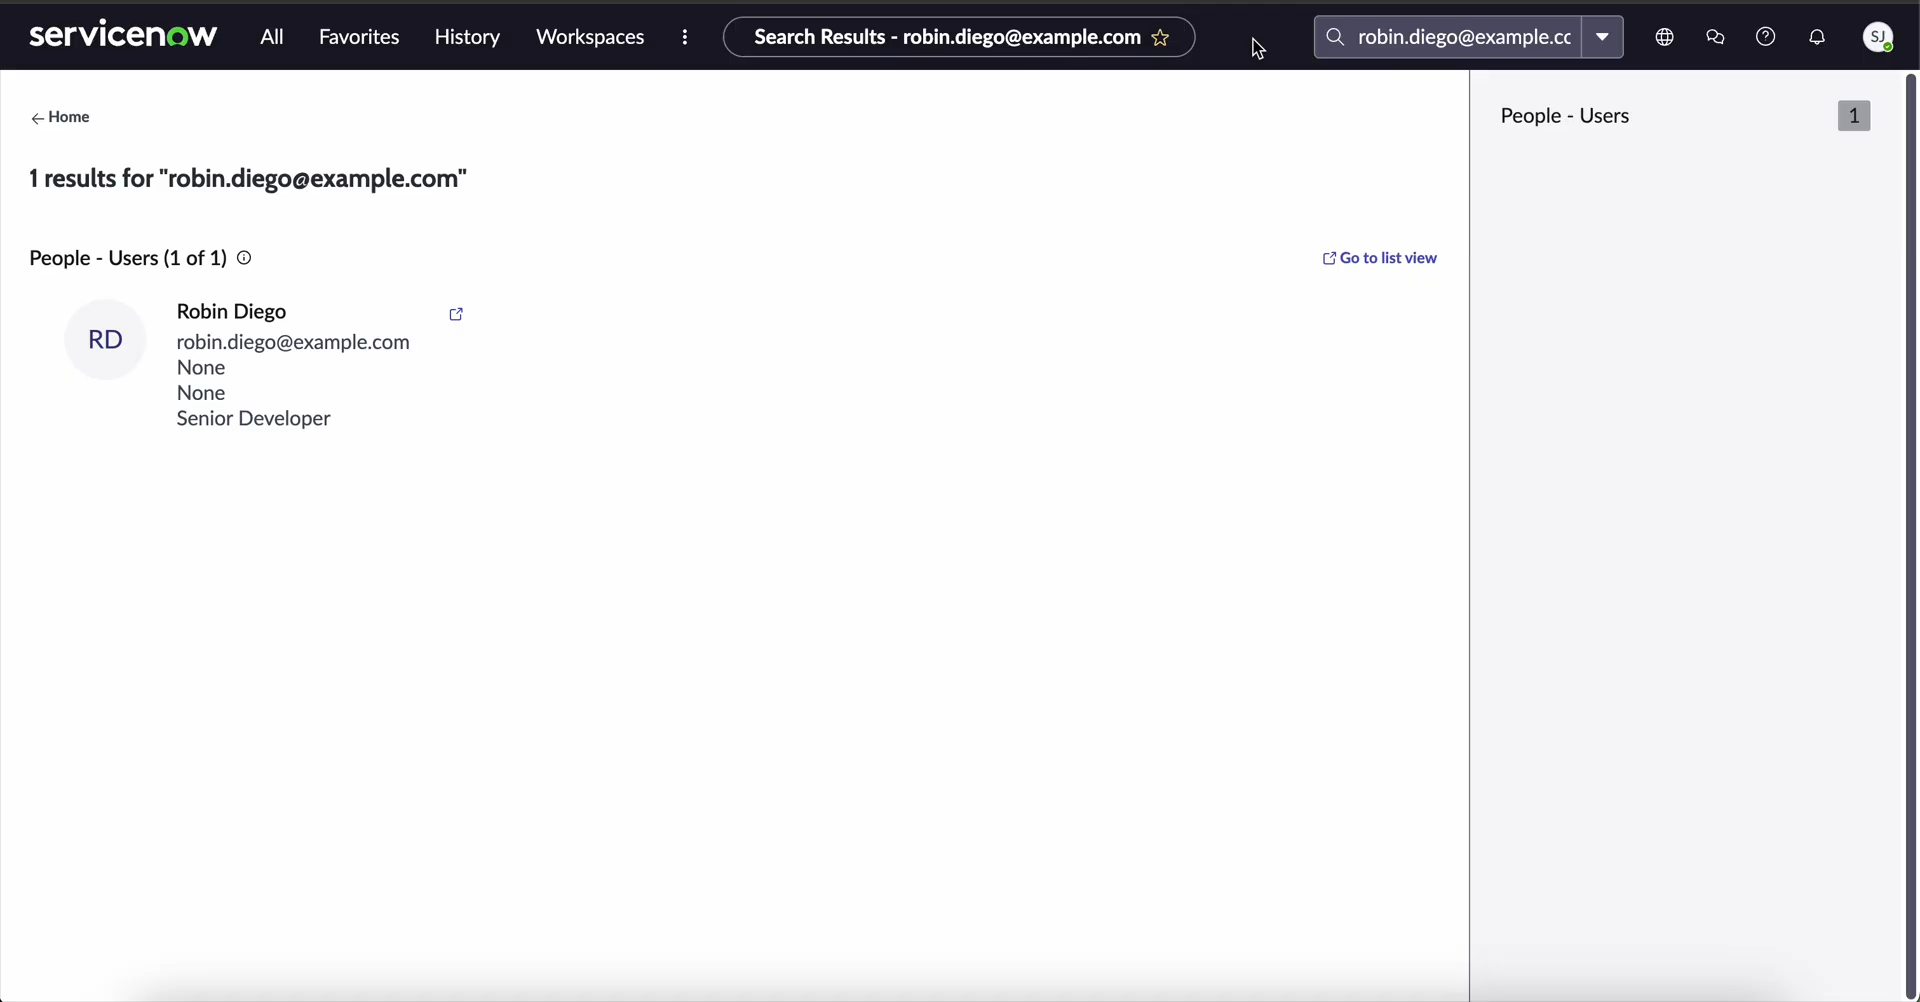 servicenow All Favorites History Workspaces Search Results - robin.diego@example.com robin.diego@example.cc SJ
Home
1 results for "robin.diego@example.com"
People - Users (1 of 1) Go to list view
RD
Robin Diego
robin.diego@example.com
None
None
Senior Developer
People - Users 1